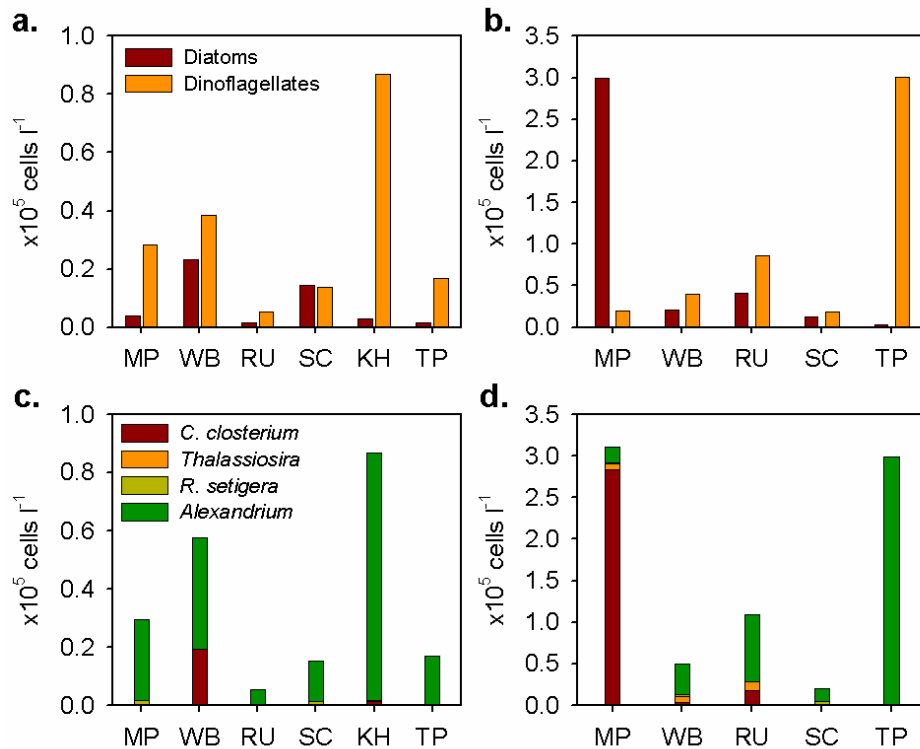 a.
1.0
0.8
0.6
0.4
0.2
0.0
x10⁵ cells l⁻¹
Diatoms
Dinoflagellates
MP WB RU SC KH TP
b.
3.5
3.0
2.5
2.0
1.5
1.0
0.5
0.0
x10⁵ cells l⁻¹
MP WB RU SC TP
c.
1.0
0.8
0.6
0.4
0.2
0.0
x10⁵ cells l⁻¹
C. closterium
Thalassiosira
R. setigera
Alexandrium
MP WB RU SC KH TP
d.
3.5
3.0
2.5
2.0
1.5
1.0
0.5
0.0
x10⁵ cells l⁻¹
MP WB RU SC TP